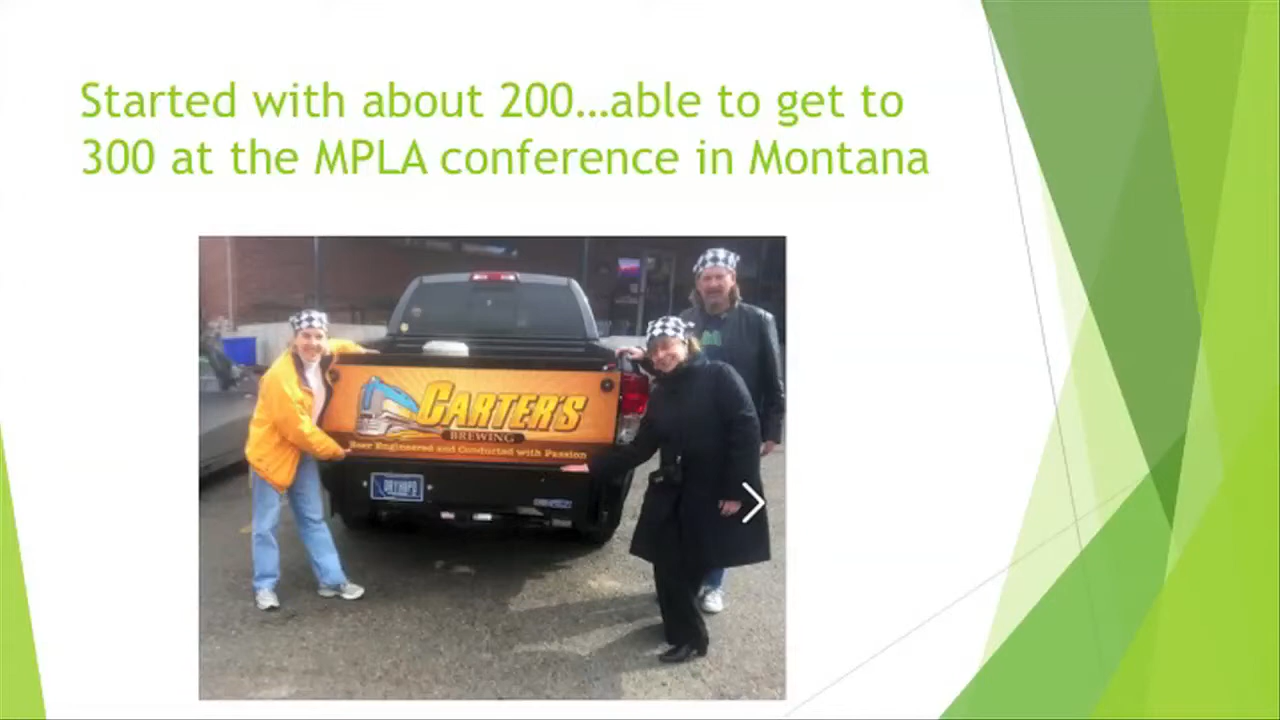 Started with about 200…able to get to
300 at the MPLA conference in Montana
CARTER'S
BREWING
Beer Engineered and Conducted with Passion
DRYHOPD